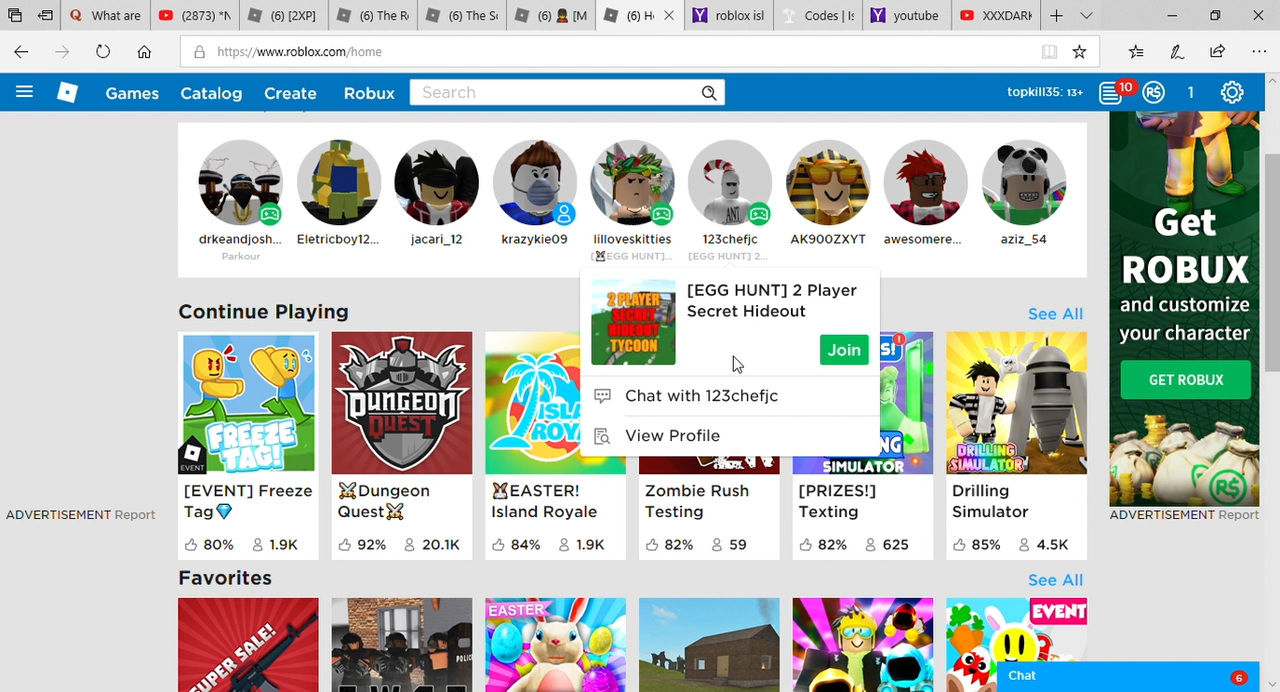 What are
(2873) *N
(6) [2XP]
(6) The R
(6) The S
(6) [M
(6) H
roblox isl
Codes | Is
youtube
XXXDARK
https://www.roblox.com/home
Games
Catalog
Create
Robux
Search
topkill35: 13+
10
1
drkeandjosh...
Eletricboy12...
jacari_12
krazykie09
lilloveskitties
123chefjc
AK900ZXYT
awesomere...
aziz_54
Parkour
[🐰EGG HUNT]...
[EGG HUNT] 2...
[EGG HUNT] 2 Player
Secret Hideout
2 PLAYER
SECRET
HIDEOUT
TYCOON
Join
Chat with 123chefjc
View Profile
Continue Playing
See All
FREEZE
TAG!
EVENT
DUNGEON
QUEST
DRILLING
SIMULATOR
SIMULATOR
[EVENT] Freeze
Tag💎
⚔️Dungeon
Quest⚔️
🐰EASTER!
Island Royale
Zombie Rush
Testing
[PRIZES!]
Texting
Drilling
Simulator
80% 1.9K
92% 20.1K
84% 1.9K
82% 59
82% 625
85% 4.5K
Favorites
See All
SUPER SALE!
EASTER
EVENT
Get
ROBUX
and customize
your character
GET ROBUX
R$
ADVERTISEMENT Report
ADVERTISEMENT Report
Chat
6